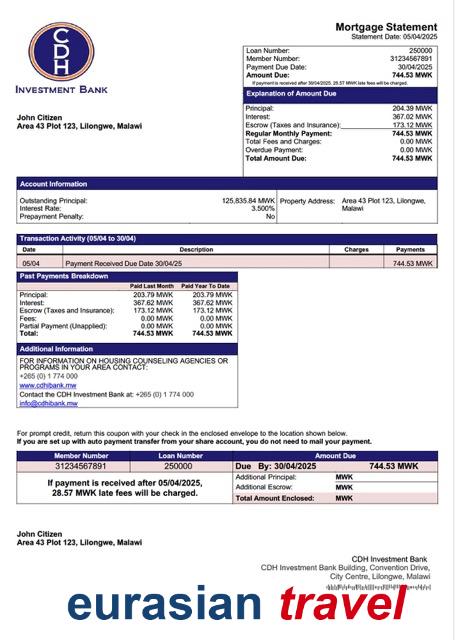 CDH
INVESTMENT BANK
Mortgage Statement
Statement Date: 05/04/2025
Loan Number: 250000
Member Number: 31234567891
Payment Due Date: 30/04/2025
Amount Due: 744.53 MWK
If payment is received after 30/04/2025, 28.57 MWK late fees will be charged.
John Citizen
Area 43 Plot 123, Lilongwe, Malawi
Explanation of Amount Due
Principal: 204.39 MWK
Interest: 367.02 MWK
Escrow (Taxes and Insurance): 173.12 MWK
Regular Monthly Payment: 744.53 MWK
Total Fees and Charges: 0.00 MWK
Overdue Payment: 0.00 MWK
Total Amount Due: 744.53 MWK
Account Information
Outstanding Principal: 125,835.84 MWK
Interest Rate: 3.500%
Prepayment Penalty: No
Property Address: Area 43 Plot 123, Lilongwe,
Malawi
Transaction Activity (05/04 to 30/04)
Date Description Charges Payments
05/04 Payment Received Due Date 30/04/25 744.53 MWK
Past Payments Breakdown
Paid Last Month Paid Year To Date
Principal: 203.79 MWK 203.79 MWK
Interest: 367.62 MWK 367.62 MWK
Escrow (Taxes and Insurance): 173.12 MWK 173.12 MWK
Fees: 0.00 MWK 0.00 MWK
Partial Payment (Unapplied): 0.00 MWK 0.00 MWK
Total: 744.53 MWK 744.53 MWK
Additional Information
FOR INFORMATION ON HOUSING COUNSELING AGENCIES OR
PROGRAMS IN YOUR AREA CONTACT:
+265 (0) 1 774 000
www.cdhibank.mw
Contact the CDH Investment Bank at: +265 (0) 1 774 000
info@cdhibank.mw
For prompt credit, return this coupon with your check in the enclosed envelope to the location shown below.
If you are set up with auto payment transfer from your share account, you do not need to mail your payment.
Member Number Loan Number Amount Due
31234567891 250000 Due By: 30/04/2025 744.53 MWK
If payment is received after 05/04/2025,
28.57 MWK late fees will be charged.
Additional Principal: MWK
Additional Escrow: MWK
Total Amount Enclosed: MWK
John Citizen
Area 43 Plot 123, Lilongwe, Malawi
CDH Investment Bank
CDH Investment Bank Building, Convention Drive,
City Centre, Lilongwe, Malawi
eurasian travel